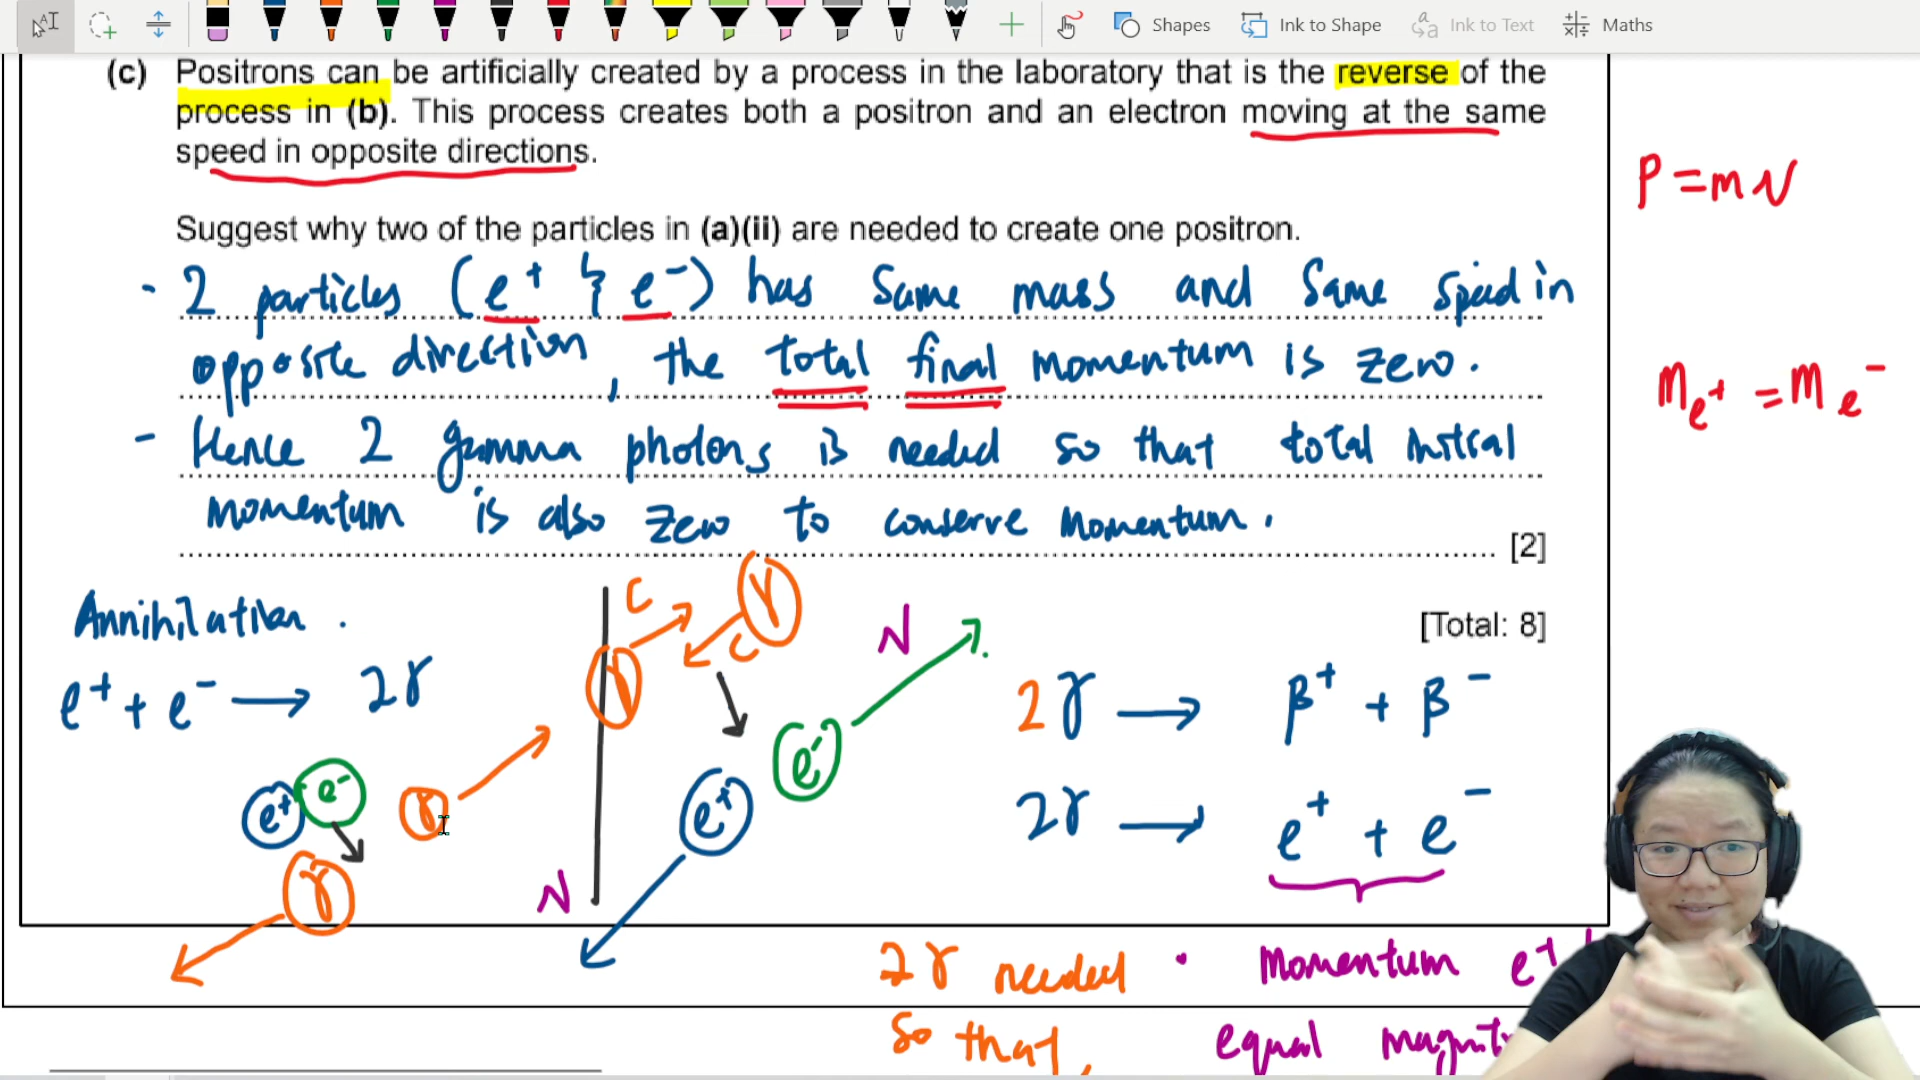 Shapes
Ink to Shape
Ink to Text
Maths
(c) Positrons can be artificially created by a process in the laboratory that is the reverse of the
process in (b). This process creates both a positron and an electron moving at the same
speed in opposite directions.
Suggest why two of the particles in (a)(ii) are needed to create one positron.
- 2 particles (e⁺ & e⁻) has same mass and same speed in
opposite direction, the total final momentum is zero.
- Hence 2 gamma photons is needed so that total initial
momentum is also zero to conserve momentum.
[2]
[Total: 8]
P = mv
m e⁺ = m e⁻
Annihilation.
e⁺ + e⁻ → 2γ
e⁺
e⁻
γ
γ
γ
c
γ
c
v
e⁻
e⁺
v
2γ → β⁺ + β⁻
2γ → e⁺ + e⁻
2γ needed
so that,
• Momentum e⁺
equal